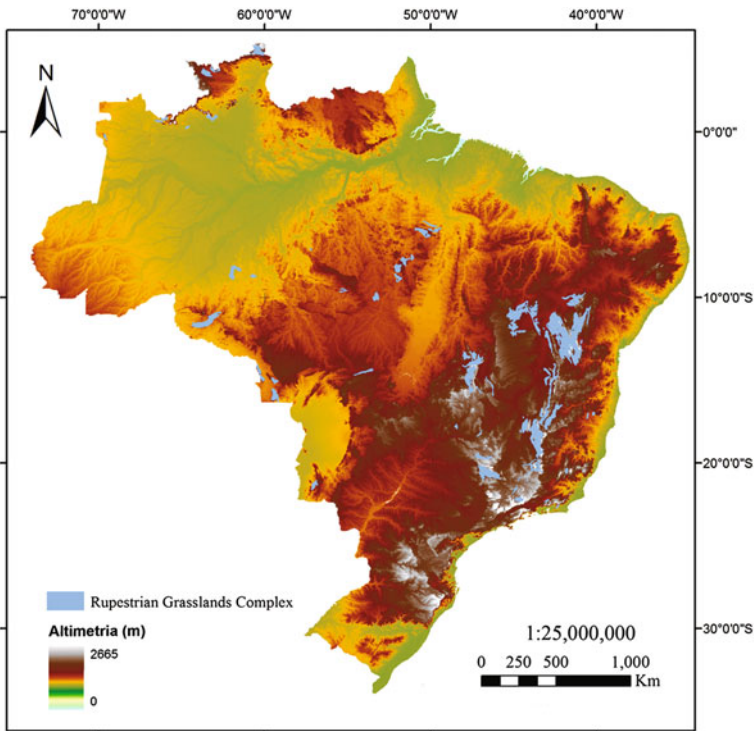 70°0'0"W 60°0'0"W 50°0'0"W 40°0'0"W
N
0°0'0"
10°0'0"S
20°0'0"S
30°0'0"S
Rupestrian Grasslands Complex
Altimetria (m)
2665
0
1:25,000,000
0 250 500 1,000
Km